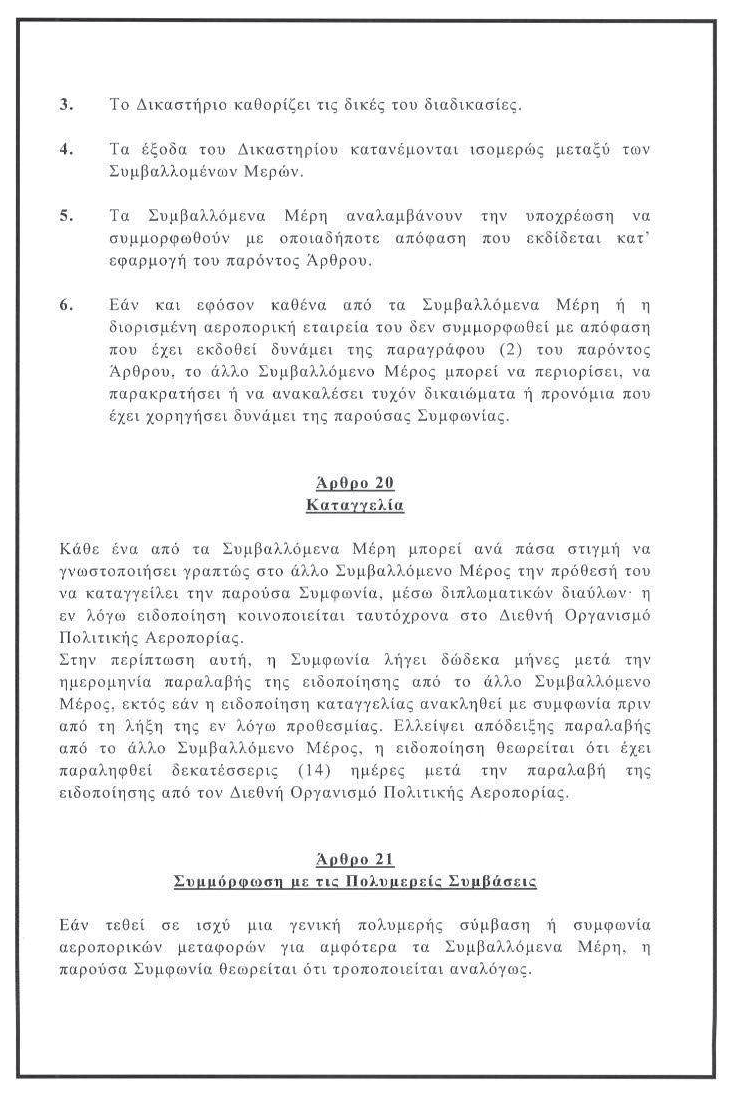 3. Το Δικαστήριο καθορίζει τις δικές του διαδικασίες.
4. Τα έξοδα του Δικαστηρίου κατανέμονται ισομερώς μεταξύ των
Συμβαλλομένων Μερών.
5. Τα Συμβαλλόμενα Μέρη αναλαμβάνουν την υποχρέωση να
συμμορφωθούν με οποιαδήποτε απόφαση που εκδίδεται κατ’
εφαρμογή του παρόντος Άρθρου.
6. Εάν και εφόσον καθένα από τα Συμβαλλόμενα Μέρη ή η
διορισμένη αεροπορική εταιρεία του δεν συμμορφωθεί με απόφαση
που έχει εκδοθεί δυνάμει της παραγράφου (2) του παρόντος
Άρθρου, το άλλο Συμβαλλόμενο Μέρος μπορεί να περιορίσει, να
παρακρατήσει ή να ανακαλέσει τυχόν δικαιώματα ή προνόμια που
έχει χορηγήσει δυνάμει της παρούσας Συμφωνίας.
Άρθρο 20
Καταγγελία
Κάθε ένα από τα Συμβαλλόμενα Μέρη μπορεί ανά πάσα στιγμή να
γνωστοποιήσει γραπτώς στο άλλο Συμβαλλόμενο Μέρος την πρόθεσή του
να καταγγείλει την παρούσα Συμφωνία, μέσω διπλωματικών διαύλων· η
εν λόγω ειδοποίηση κοινοποιείται ταυτόχρονα στο Διεθνή Οργανισμό
Πολιτικής Αεροπορίας.
Στην περίπτωση αυτή, η Συμφωνία λήγει δώδεκα μήνες μετά την
ημερομηνία παραλαβής της ειδοποίησης από το άλλο Συμβαλλόμενο
Μέρος, εκτός εάν η ειδοποίηση καταγγελίας ανακληθεί με συμφωνία πριν
από τη λήξη της εν λόγω προθεσμίας. Ελλείψει απόδειξης παραλαβής
από το άλλο Συμβαλλόμενο Μέρος, η ειδοποίηση θεωρείται ότι έχει
παραληφθεί δεκατέσσερις (14) ημέρες μετά την παραλαβή της
ειδοποίησης από τον Διεθνή Οργανισμό Πολιτικής Αεροπορίας.
Άρθρο 21
Συμμόρφωση με τις Πολυμερείς Συμβάσεις
Εάν τεθεί σε ισχύ μια γενική πολυμερής σύμβαση ή συμφωνία
αεροπορικών μεταφορών για αμφότερα τα Συμβαλλόμενα Μέρη, η
παρούσα Συμφωνία θεωρείται ότι τροποποιείται αναλόγως.